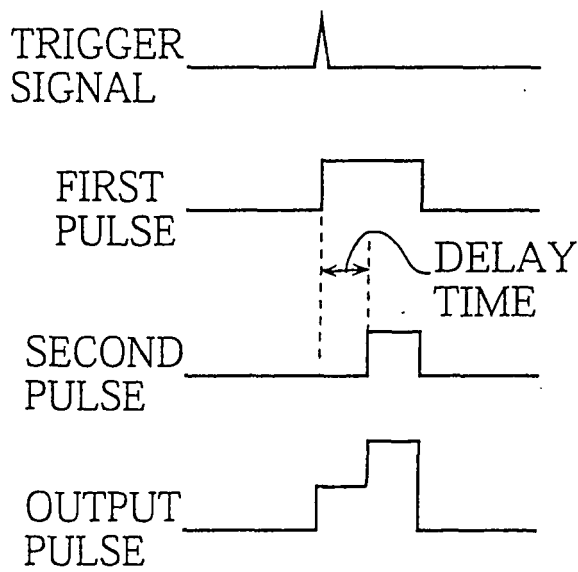 TRIGGER
SIGNAL
FIRST
PULSE
DELAY
TIME
SECOND
PULSE
OUTPUT
PULSE